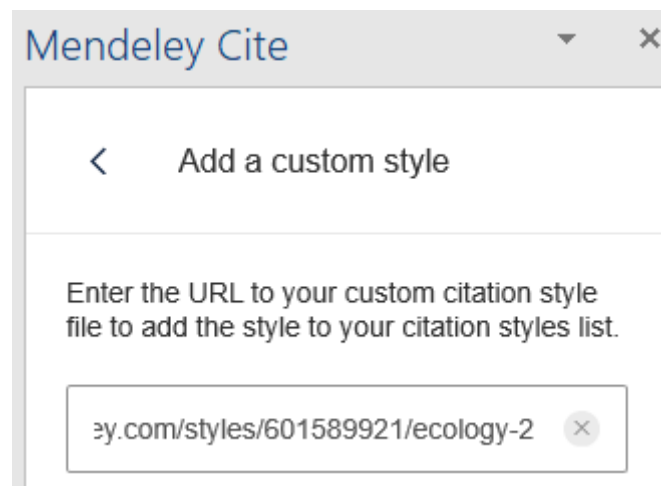 Mendeley Cite
Add a custom style
Enter the URL to your custom citation style
file to add the style to your citation styles list.
ey.com/styles/601589921/ecology-2